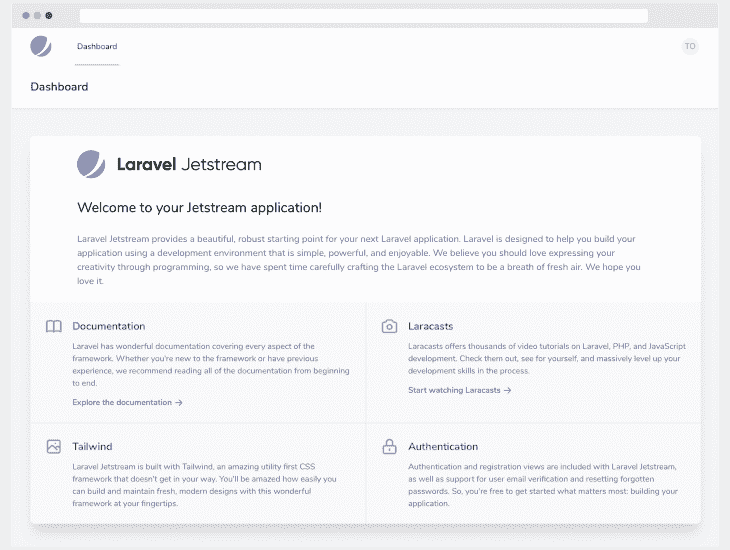 Dashboard
TO
Dashboard
Laravel Jetstream
Welcome to your Jetstream application!
Laravel Jetstream provides a beautiful, robust starting point for your next Laravel application. Laravel is designed to help you build your
application using a development environment that is simple, powerful, and enjoyable. We believe you should love expressing your
creativity through programming, so we have spent time carefully crafting the Laravel ecosystem to be a breath of fresh air. We hope you
love it.
Documentation
Laravel has wonderful documentation covering every aspect of the
framework. Whether you're new to the framework or have previous
experience, we recommend reading all of the documentation from beginning
to end.
Explore the documentation →
Laracasts
Laracasts offers thousands of video tutorials on Laravel, PHP, and JavaScript
development. Check them out, see for yourself, and massively level up your
development skills in the process.
Start watching Laracasts →
Tailwind
Laravel Jetstream is built with Tailwind, an amazing utility first CSS
framework that doesn't get in your way. You'll be amazed how easily you
can build and maintain fresh, modern designs with this wonderful
framework at your fingertips.
Authentication
Authentication and registration views are included with Laravel Jetstream,
as well as support for user email verification and resetting forgotten
passwords. So, you're free to get started what matters most: building your
application.